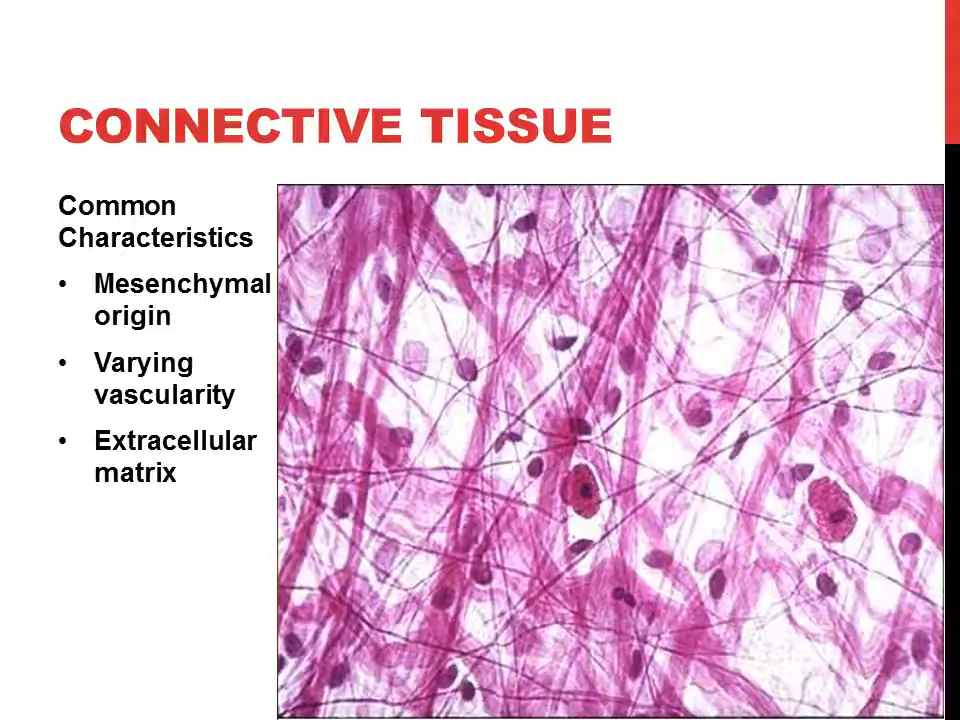 CONNECTIVE TISSUE
Common
Characteristics
• Mesenchymal
origin
• Varying
vascularity
• Extracellular
matrix